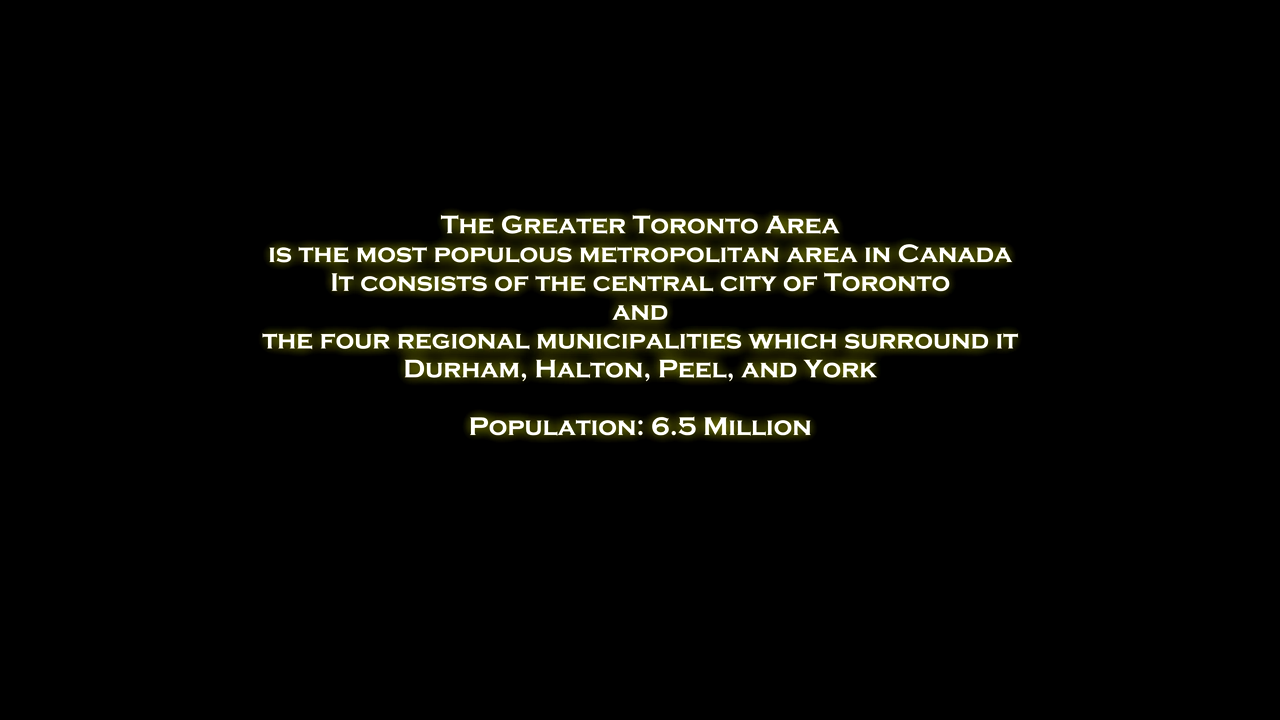 The Greater Toronto Area
is the most populous metropolitan area in Canada
It consists of the central city of Toronto
and
the four regional municipalities which surround it
Durham, Halton, Peel, and York
Population: 6.5 Million